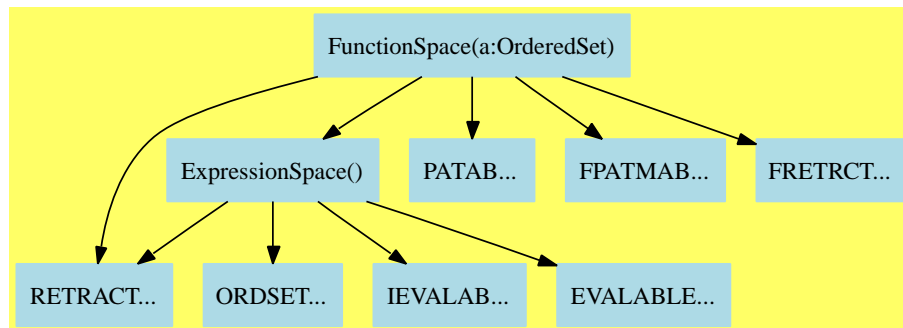 FunctionSpace(a:OrderedSet)
ExpressionSpace()
PATAB...
FPATMAB...
FRETRCT...
RETRACT...
ORDSET...
IEVALAB...
EVALABLE...